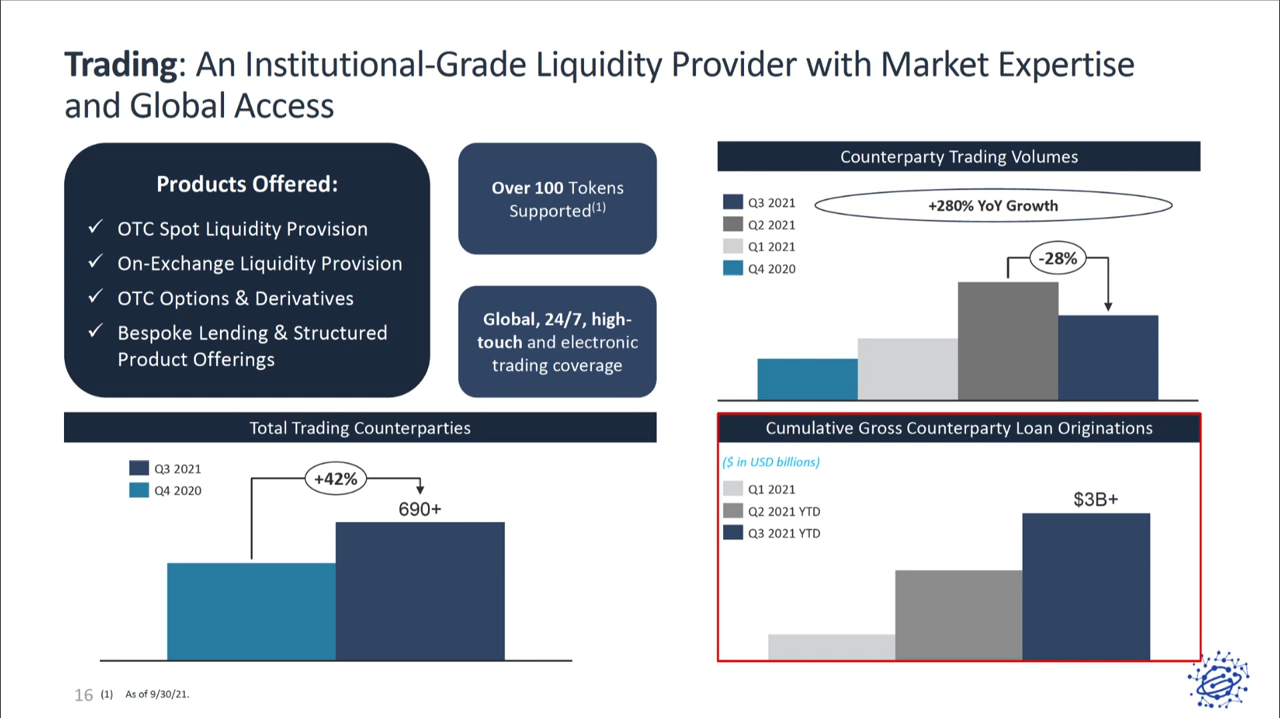 Trading: An Institutional-Grade Liquidity Provider with Market Expertise
and Global Access
Products Offered:
✓ OTC Spot Liquidity Provision
✓ On-Exchange Liquidity Provision
✓ OTC Options & Derivatives
✓ Bespoke Lending & Structured
Product Offerings
Over 100 Tokens
Supported(1)
Global, 24/7, high-
touch and electronic
trading coverage
Counterparty Trading Volumes
Q3 2021
Q2 2021
Q1 2021
Q4 2020
+280% YoY Growth
-28%
Total Trading Counterparties
Q3 2021
Q4 2020
+42%
690+
Cumulative Gross Counterparty Loan Originations
($ in USD billions)
Q1 2021
Q2 2021 YTD
Q3 2021 YTD
$3B+
16 (1) As of 9/30/21.